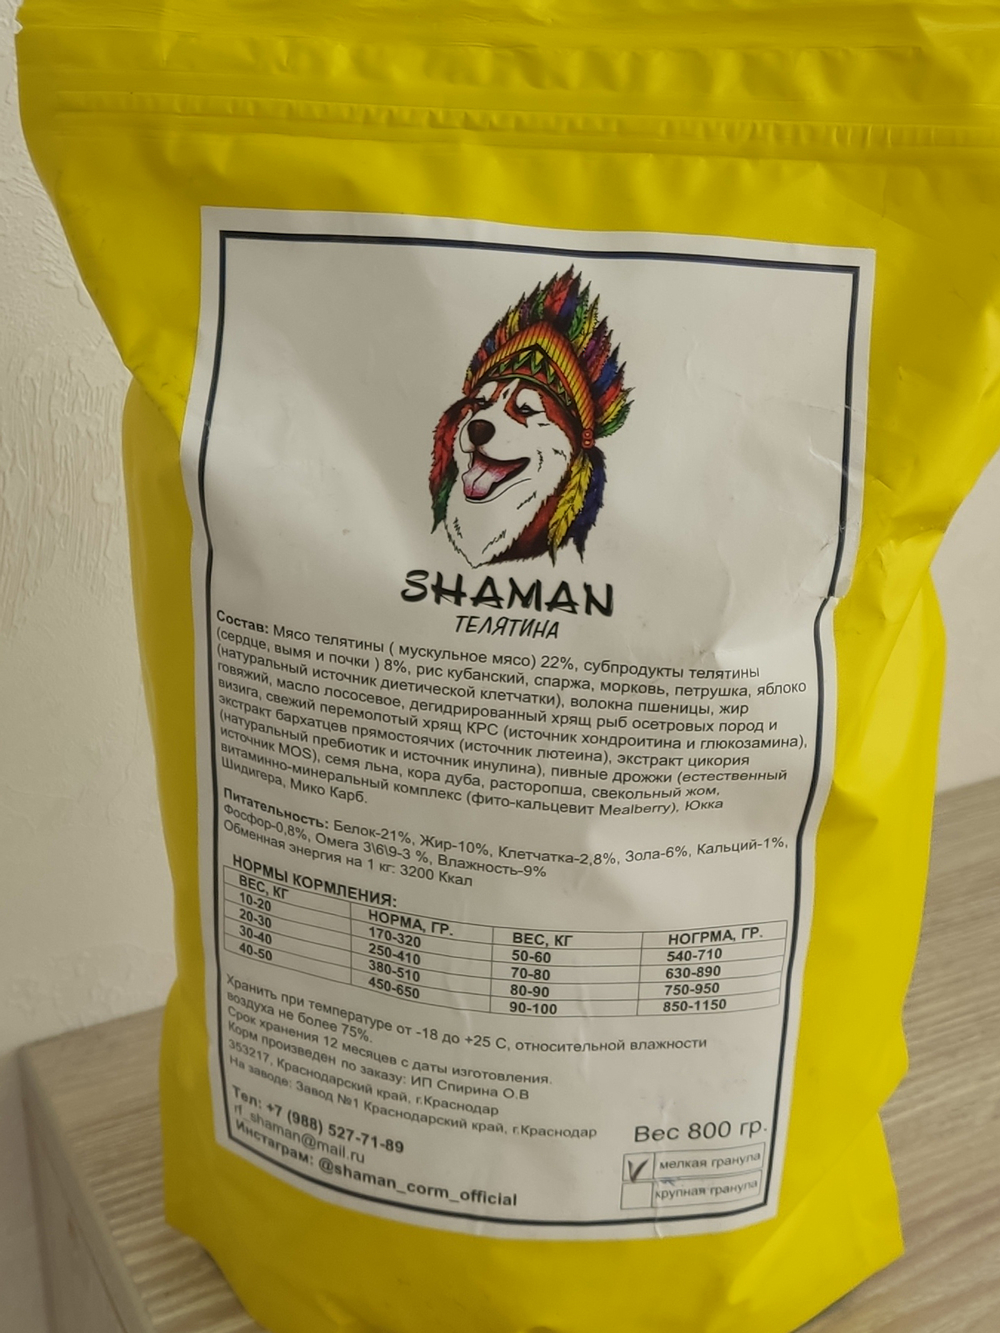 SHAMAN
ТЕЛЯТИНА
Состав: Мясо телятины ( мускульное мясо) 22%, субпродукты телятины
(сердце, вымя и почки ) 8%, рис кубанский, спаржа, морковь, петрушка, яблоко
(натуральный источник диетической клетчатки), волокна пшеницы, жир
говяжий, масло лососевое, дегидрированный хрящ рыб осетровых пород и
визига, свежий перемолотый хрящ КРС (источник хондроитина и глюкозамина),
экстракт бархатцев прямостоячих (источник лютеина), экстракт цикория
(натуральный пребиотик и источник инулина), пивные дрожжи (естественный
источник MOS), семя льна, кора дуба, расторопша, свекольный жом,
витаминно-минеральный комплекс (фито-кальцевит Mealberry), Юкка
Шидигера, Мико Карб.
Питательность: Белок-21%, Жир-10%, Клетчатка-2,8%, Зола-6%, Кальций-1%,
Фосфор-0,8%, Омега 3\6\9-3 %, Влажность-9%
Обменная энергия на 1 кг: 3200 Ккал
НОРМЫ КОРМЛЕНИЯ:
ВЕС, КГ НОРМА, ГР. ВЕС, КГ НОГРМА, ГР.
10-20 170-320 50-60 540-710
20-30 250-410 70-80 630-890
30-40 380-510 80-90 750-950
40-50 450-650 90-100 850-1150
Хранить при температуре от -18 до +25 С, относительной влажности
воздуха не более 75%.
Срок хранения 12 месяцев с даты изготовления.
Корм произведен по заказу: ИП Спирина О.В
353217, Краснодарский край, г.Краснодар
На заводе: Завод №1 Краснодарский край, г.Краснодар
Тел: +7 (988) 527-71-89
rf_shaman@mail.ru
Инстаграм: @shaman_corm_official
Вес 800 гр.
мелкая гранула
крупная гранула